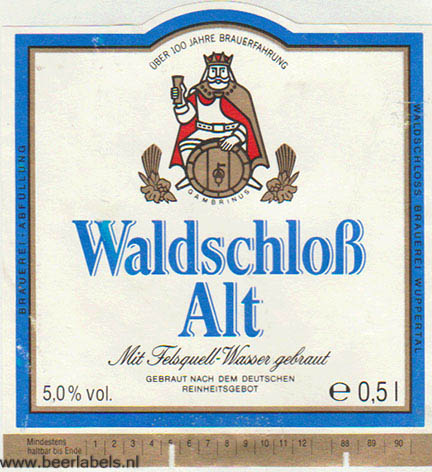 ÜBER 100 JAHRE BRAUERFAHRUNG
GAMBRINUS
BRAUEREI-ABFÜLLUNG
WALDSCHLOSS BRAUEREI WUPPERTAL
Waldschloß
Alt
Mit Felsquell-Wasser gebraut
GEBRAUT NACH DEM DEUTSCHEN
REINHEITSGEBOT
5,0% vol.
e 0,5 l
Mindestens
haltbar bis Ende
1 2 3 4 5 6 7 8 9 10 11 12 88 89 90
www.beerlabels.nl